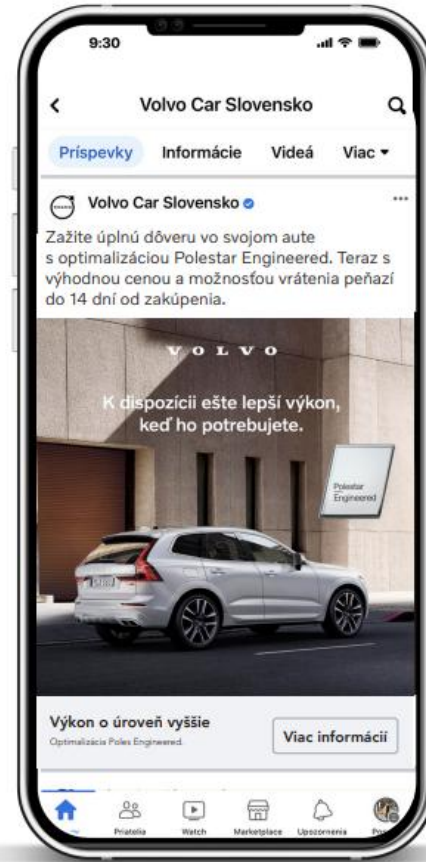 9:30
Volvo Car Slovensko
Príspevky Informácie Videá Viac
Volvo Car Slovensko
Zažite úplnú dôveru vo svojom aute
s optimalizáciou Polestar Engineered. Teraz s
výhodnou cenou a možnosťou vrátenia peňazí
do 14 dní od zakúpenia.
VOLVO
K dispozícii ešte lepší výkon,
keď ho potrebujete.
Polestar
Engineered
Výkon o úroveň vyššie
Optimalizácia Poles Engineered.
Viac informácií
Priatelia Watch Marketplace Upozornenia